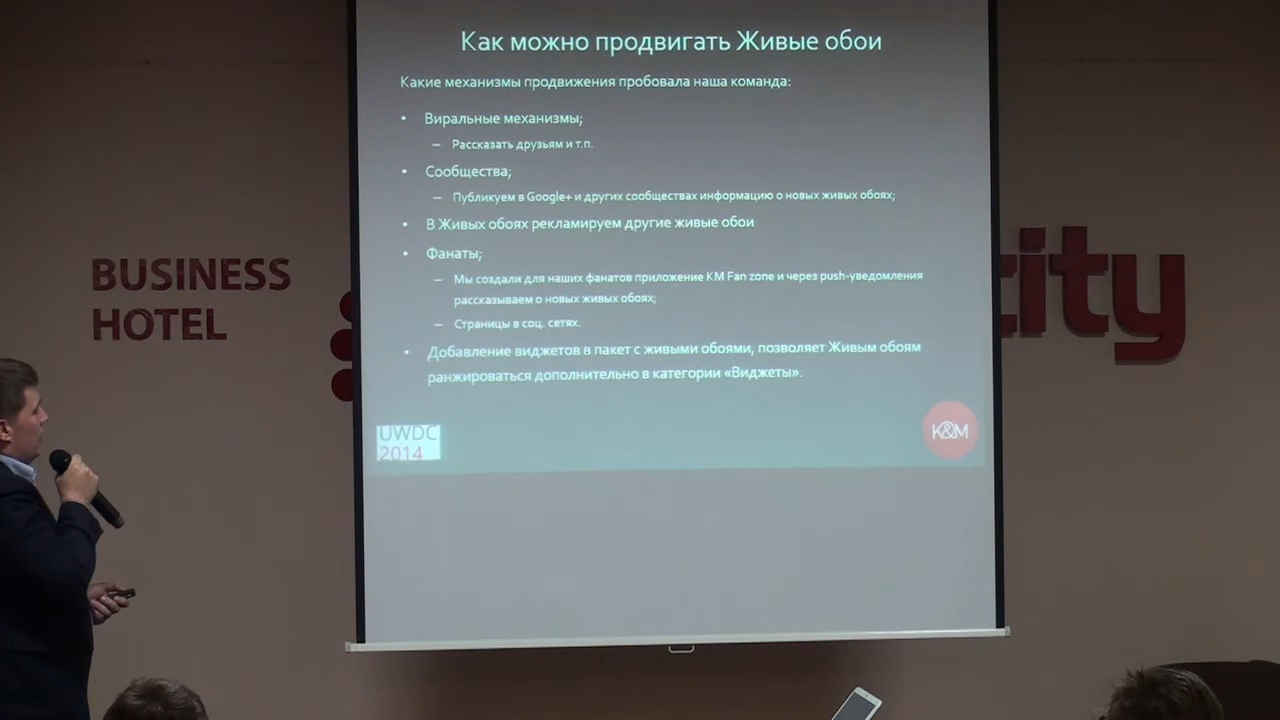 Как можно продвигать Живые обои
Какие механизмы продвижения пробовала наша команда:
• Виральные механизмы;
– Рассказать друзьям и т.п.
• Сообщества;
– Публикуем в Google+ и других сообществах информацию о новых живых обоях;
• В Живых обоях рекламируем другие живые обои
• Фанаты;
– Мы создали для наших фанатов приложение KM Fan zone и через push-уведомления
рассказываем о новых живых обоях;
– Страницы в соц. сетях.
• Добавление виджетов в пакет с живыми обоями, позволяет Живым обоям
ранжироваться дополнительно в категории «Виджеты».
UWDC
2014
K&M
BUSINESS
HOTEL
city